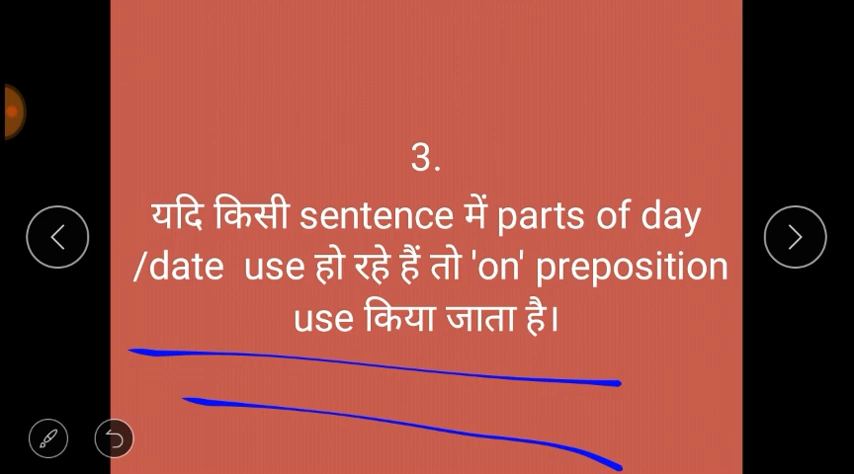 3.
यदि किसी sentence में parts of day
/date use हो रहे हैं तो 'on' preposition
use किया जाता है।